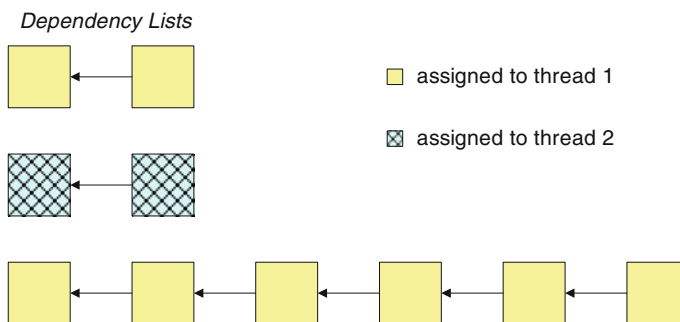 Dependency Lists
assigned to thread 1
assigned to thread 2